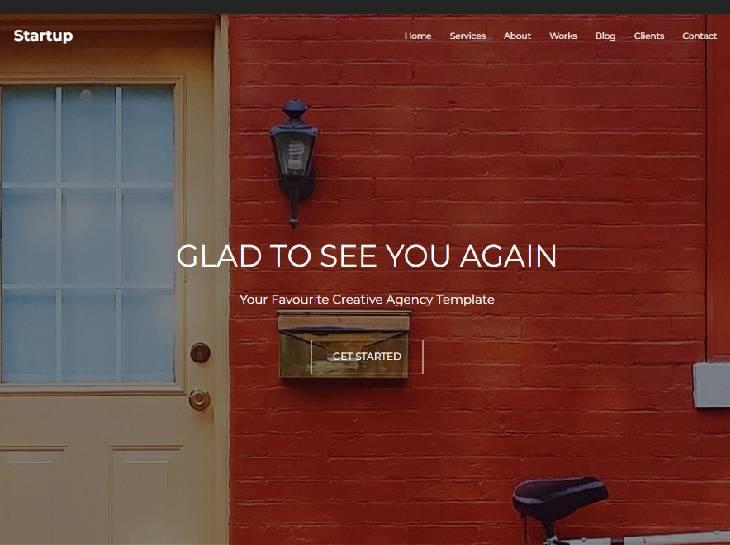 Startup
Home Services About Works Blog Clients Contact
GLAD TO SEE YOU AGAIN
Your Favourite Creative Agency Template
GET STARTED